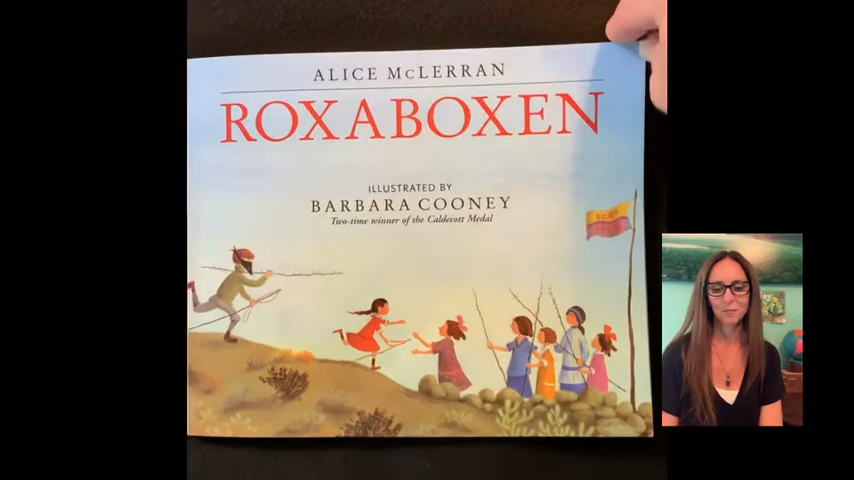 ALICE McLERRAN
ROXABOXEN
ILLUSTRATED BY
BARBARA COONEY
Two-time winner of the Caldecott Medal